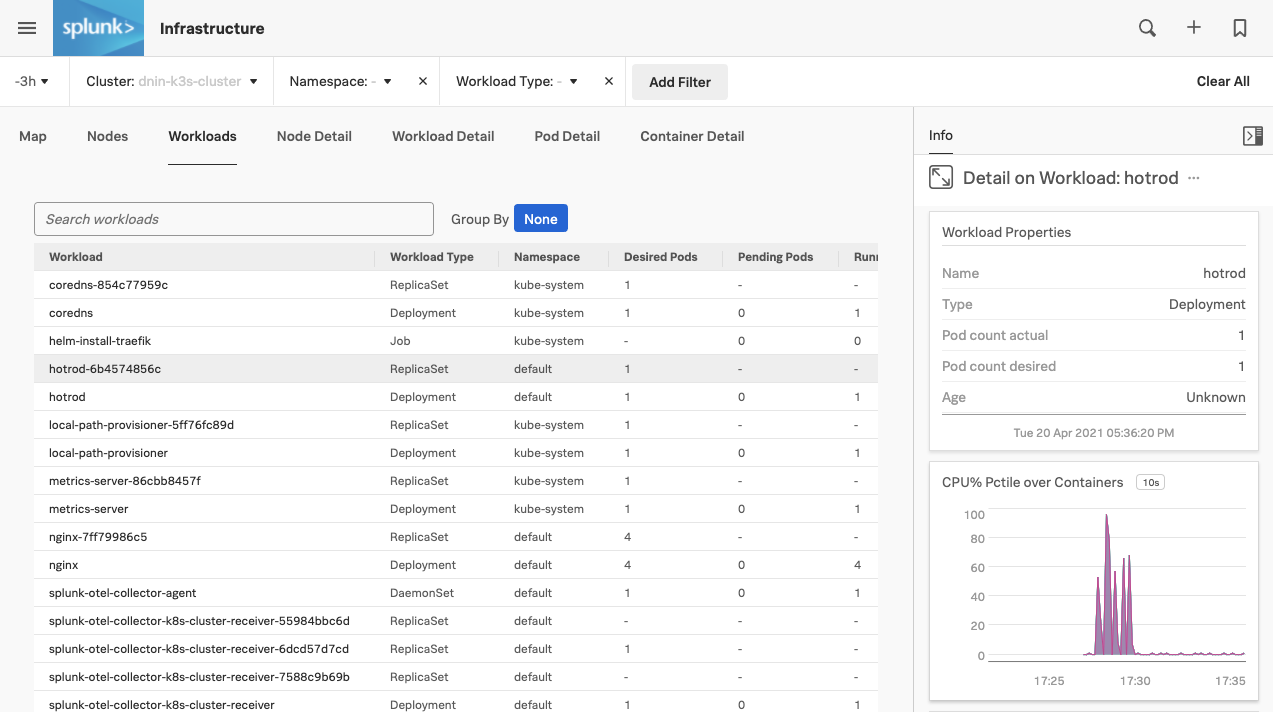 splunk>
Infrastructure
-3h
Cluster: dnin-k3s-cluster
Namespace: -
Workload Type: -
Add Filter
Clear All
Map Nodes Workloads Node Detail Workload Detail Pod Detail Container Detail
Search workloads
Group By None
Workload Workload Type Namespace Desired Pods Pending Pods Runn
coredns-854c77959c ReplicaSet kube-system 1 - -
coredns Deployment kube-system 1 0 1
helm-install-traefik Job kube-system - 0 0
hotrod-6b4574856c ReplicaSet default 1 - -
hotrod Deployment default 1 0 1
local-path-provisioner-5ff76fc89d ReplicaSet kube-system 1 - -
local-path-provisioner Deployment kube-system 1 0 1
metrics-server-86cbb8457f ReplicaSet kube-system 1 - -
metrics-server Deployment kube-system 1 0 1
nginx-7ff79986c5 ReplicaSet default 4 - -
nginx Deployment default 4 0 4
splunk-otel-collector-agent DaemonSet default 1 0 1
splunk-otel-collector-k8s-cluster-receiver-55984bbc6d ReplicaSet default - - -
splunk-otel-collector-k8s-cluster-receiver-6dcd57d7cd ReplicaSet default 1 - -
splunk-otel-collector-k8s-cluster-receiver-7588c9b69b ReplicaSet default - - -
splunk-otel-collector-k8s-cluster-receiver Deployment default 1 0 1
Info
Detail on Workload: hotrod ...
Workload Properties
Name hotrod
Type Deployment
Pod count actual 1
Pod count desired 1
Age Unknown
Tue 20 Apr 2021 05:36:20 PM
CPU% Pctile over Containers 10s
100
80
60
40
20
0
17:25 17:30 17:35